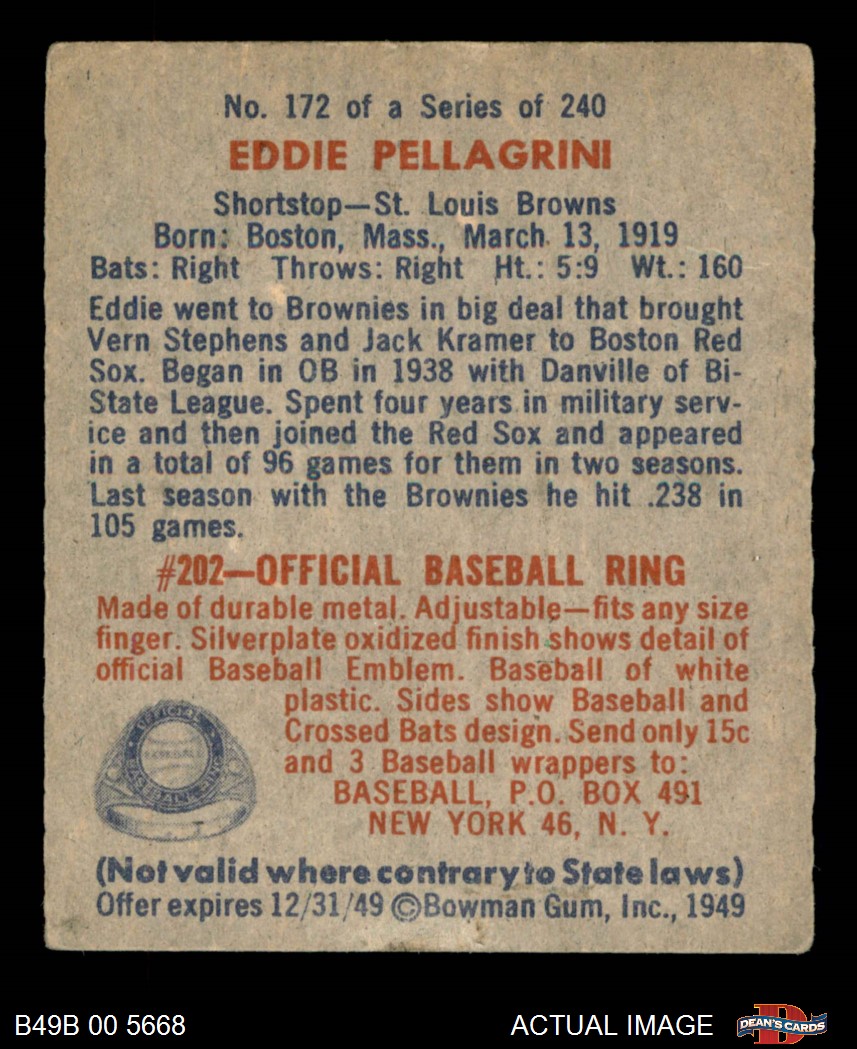 No. 172 of a Series of 240
EDDIE PELLAGRINI
Shortstop—St. Louis Browns
Born: Boston, Mass., March 13, 1919
Bats: Right Throws: Right Ht.: 5:9 Wt.: 160
Eddie went to Brownies in big deal that brought
Vern Stephens and Jack Kramer to Boston Red
Sox. Began in OB in 1938 with Danville of Bi-
State League. Spent four years in military serv-
ice and then joined the Red Sox and appeared
in a total of 96 games for them in two seasons.
Last season with the Brownies he hit .238 in
105 games.
#202—OFFICIAL BASEBALL RING
Made of durable metal. Adjustable—fits any size
finger. Silverplate oxidized finish shows detail of
official Baseball Emblem. Baseball of white
plastic. Sides show Baseball and
Crossed Bats design. Send only 15c
and 3 Baseball wrappers to:
BASEBALL, P.O. BOX 491
NEW YORK 46, N. Y.
OFFICIAL
BASEBALL
BASEBALL RING
(Not valid where contrary to State laws)
Offer expires 12/31/49 ©Bowman Gum, Inc., 1949
B49B 00 5668
ACTUAL IMAGE
D
DEAN'S CARDS